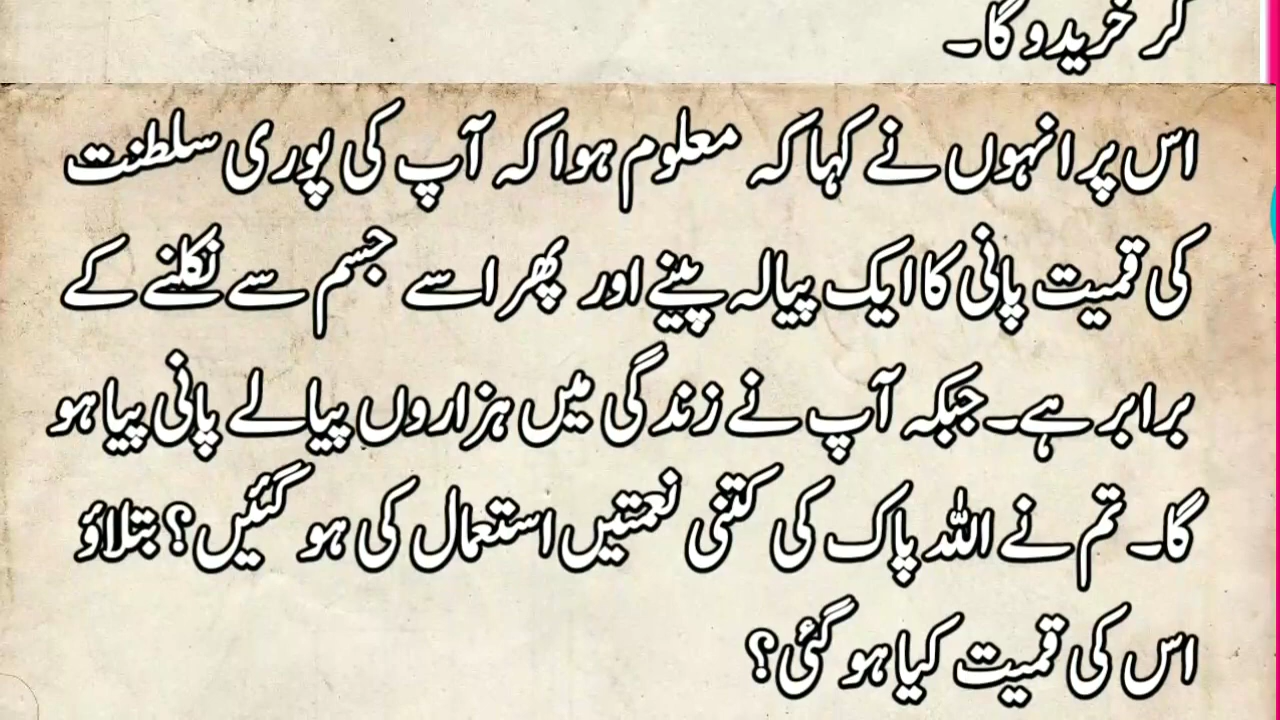 کر خریدو گا۔
اس پر انہوں نے کہا کہ معلوم ہوا کہ آپ کی پوری سلطنت
کی قمیت پانی کا ایک پیالہ پینے اور پھر اسے جسم سے نکلنے کے
برابر ہے۔ جبکہ آپ نے زندگی میں ہزاروں پیالے پانی پیا ہو
گا۔ تم نے اللہ پاک کی کتنی نعمتیں استعمال کی ہو گئیں؟ بتلاؤ
اس کی قمیت کیا ہو گئی؟